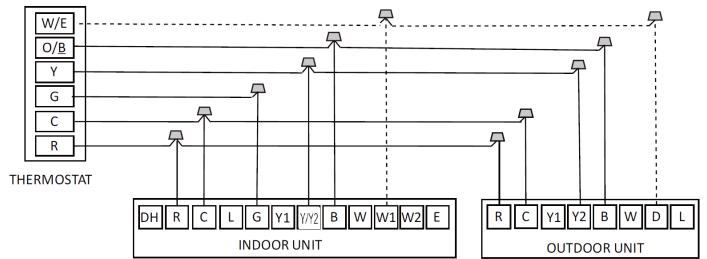 W/E
O/B
Y
G
C
R
THERMOSTAT
DH R C L G Y1 Y/Y2 B W W1 W2 E
INDOOR UNIT
R C Y1 Y2 B W D L
OUTDOOR UNIT